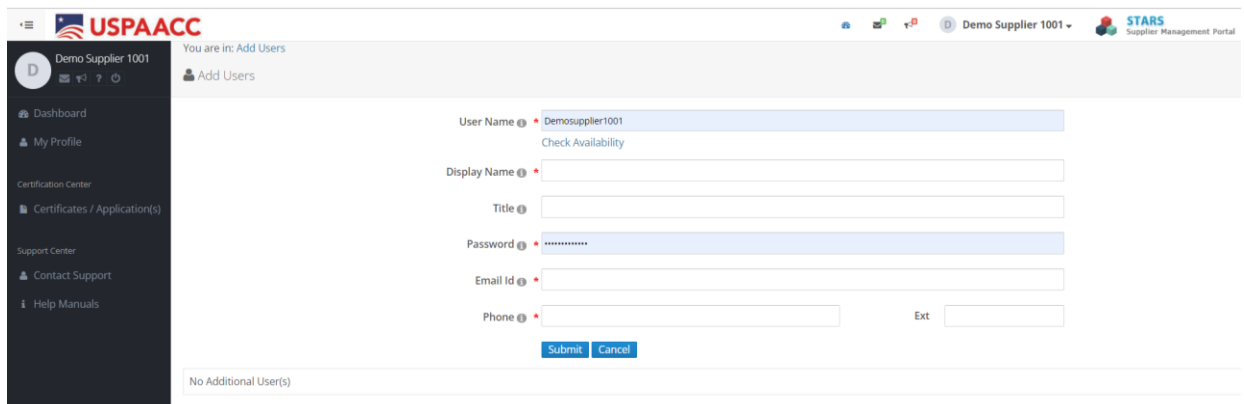 USPAACC
Demo Supplier 1001
STARS
Supplier Management Portal
D
Demo Supplier 1001
You are in: Add Users
Add Users
Dashboard
My Profile
Certification Center
Certificates / Application(s)
Support Center
Contact Support
Help Manuals
User Name * Demosupplier1001
Check Availability
Display Name *
Title
Password * •••••••••••••
Email Id *
Phone * Ext
Submit Cancel
No Additional User(s)